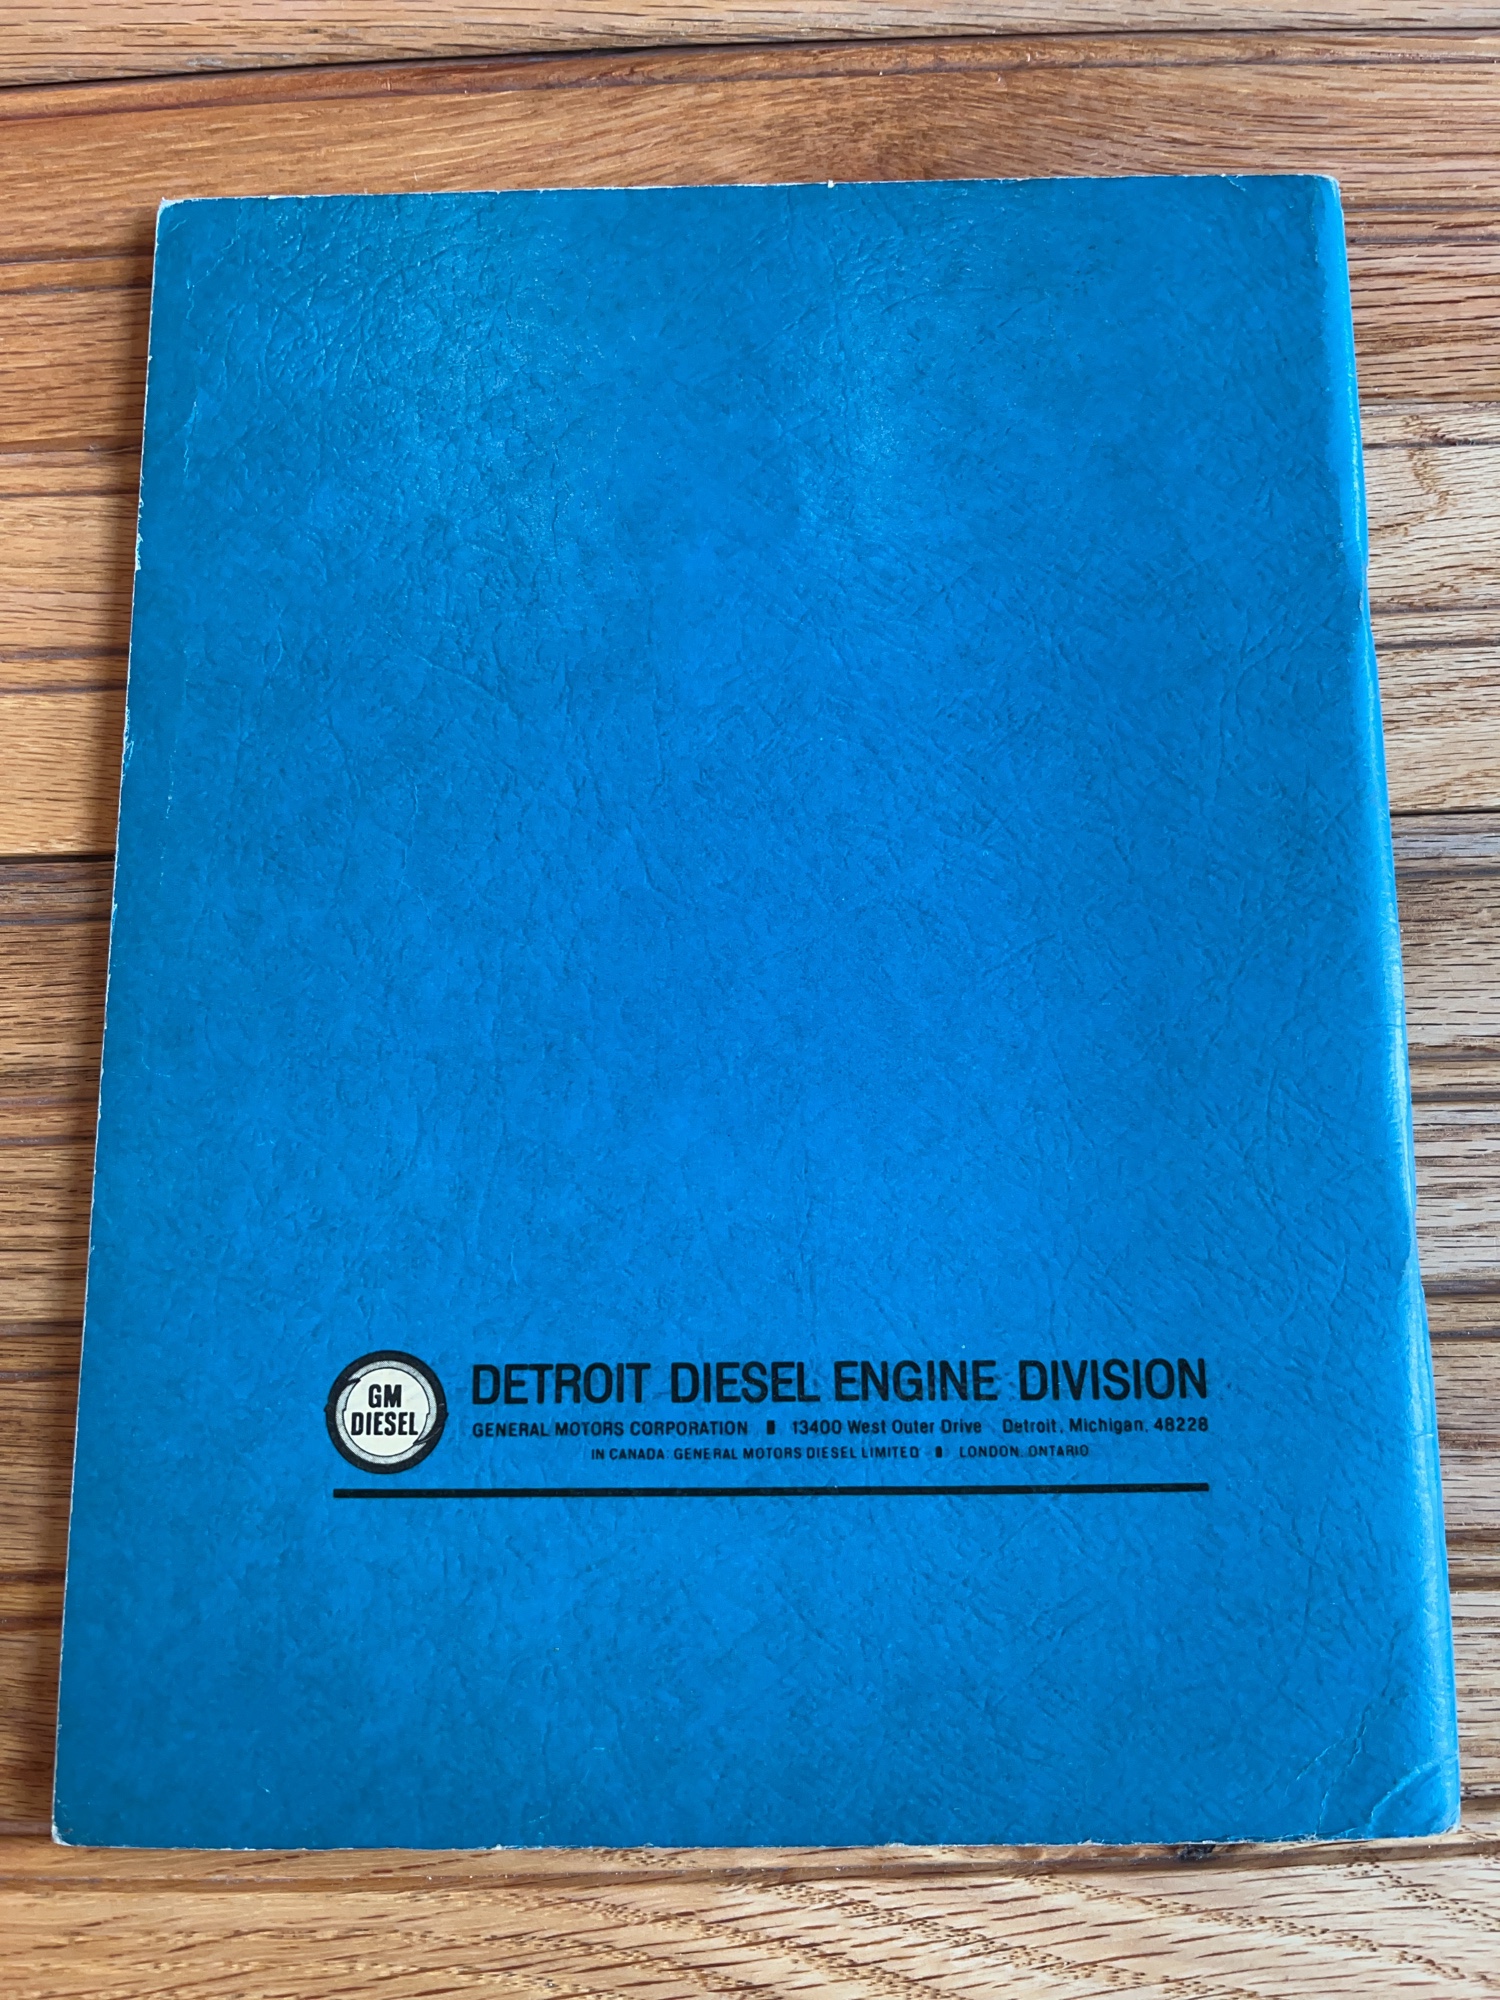 GM
DIESEL
DETROIT DIESEL ENGINE DIVISION
GENERAL MOTORS CORPORATION ▮ 13400 West Outer Drive Detroit, Michigan, 48228
IN CANADA: GENERAL MOTORS DIESEL LIMITED ▮ LONDON, ONTARIO